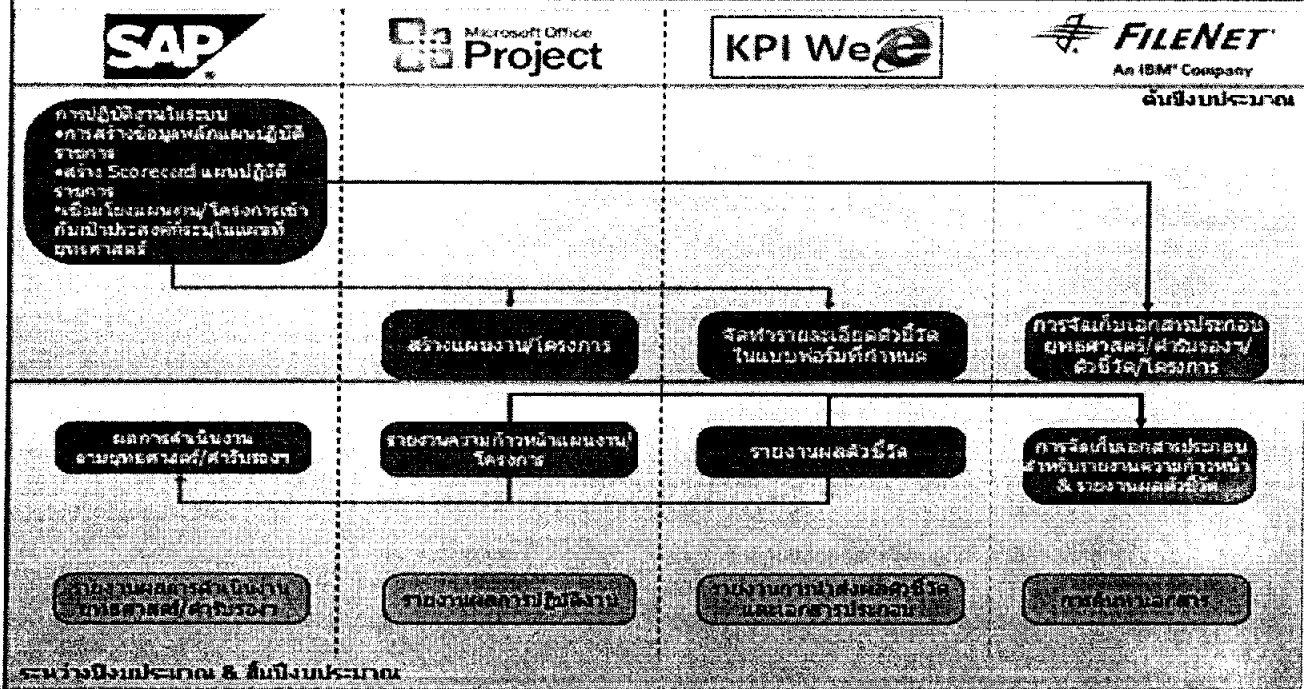 SAP
Microsoft Office
Project
KPI We
FILENET
An IBM Company
ต้นปีงบประมาณ
การปฏิบัติงานในระบบ
•การสร้างข้อมูลหลักแผนปฏิบัติ
ราชการ
•สร้าง Scorecard แผนปฏิบัติ
ราชการ
•เชื่อมโยงแผนงาน/โครงการเข้า
กับเป้าประสงค์ที่ระบุในแผนที่
ยุทธศาสตร์
สร้างแผนงาน/โครงการ
จัดทำรายละเอียดตัวชี้วัด
ในแบบฟอร์มที่กำหนด
การจัดเก็บเอกสารประกอบ
ยุทธศาสตร์/คำรับรองฯ/
ตัวชี้วัด/โครงการ
ผลการดำเนินงาน
ตามยุทธศาสตร์/คำรับรองฯ
รายงานความก้าวหน้าแผนงาน/
โครงการ
รายงานผลตัวชี้วัด
การจัดเก็บเอกสารประกอบ
สำหรับรายงานความก้าวหน้า
& รายงานผลตัวชี้วัด
รายงานผลการดำเนินงาน
ยุทธศาสตร์/คำรับรองฯ
รายงานผลการปฏิบัติงาน
รายงานการนำส่งผลตัวชี้วัด
และเอกสารประกอบ
การค้นหาเอกสาร
ระหว่างปีงบประมาณ & สิ้นปีงบประมาณ